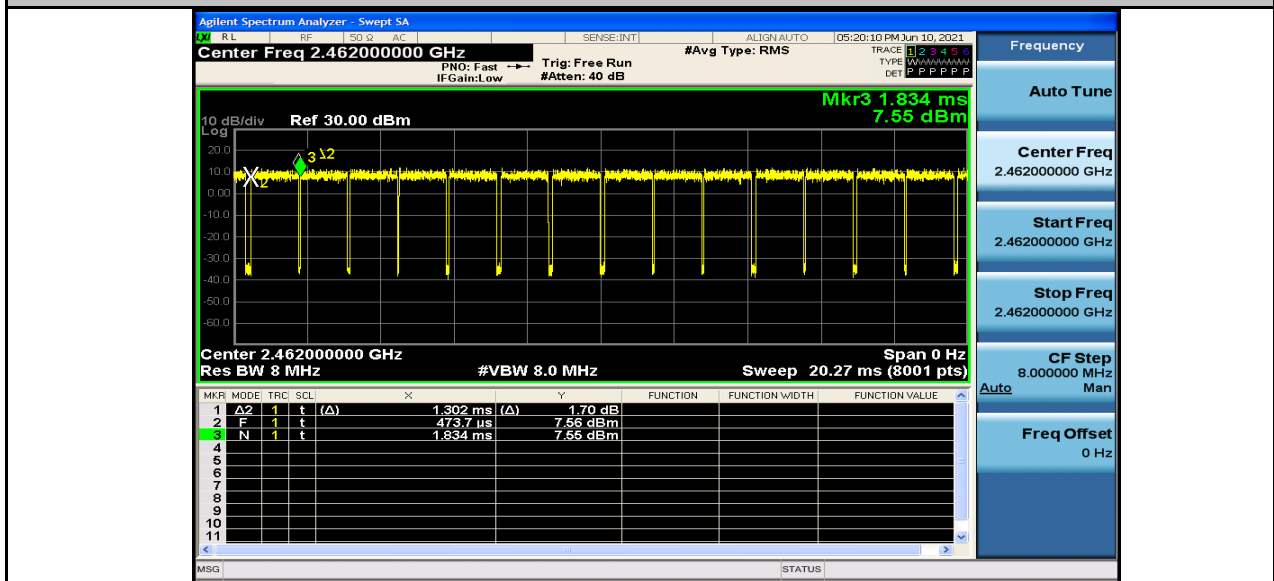 Agilent Spectrum Analyzer - Swept SA
LXI RL RF 50 Ω AC SENSE:INT ALIGN AUTO 05:20:10 PM Jun 10, 2021
Center Freq 2.462000000 GHz
PNO: Fast
IFGain:Low
Trig: Free Run
#Atten: 40 dB
#Avg Type: RMS
TRACE 1 2 3 4 5 6
TYPE W
DET P P P P P P
Mkr3 1.834 ms
7.55 dBm
10 dB/div Ref 30.00 dBm
Log
20.0
10.0
0.00
-10.0
-20.0
-30.0
-40.0
-50.0
-60.0
3 Δ2
X2
Center 2.462000000 GHz Span 0 Hz
Res BW 8 MHz #VBW 8.0 MHz Sweep 20.27 ms (8001 pts)
MKR MODE TRC SCL X Y FUNCTION FUNCTION WIDTH FUNCTION VALUE
1 Δ2 1 t (Δ) 1.302 ms (Δ) 1.70 dB
2 F 1 t 473.7 µs 7.56 dBm
3 N 1 t 1.834 ms 7.55 dBm
4
5
6
7
8
9
10
11
MSG STATUS
Frequency
Auto Tune
Center Freq
2.462000000 GHz
Start Freq
2.462000000 GHz
Stop Freq
2.462000000 GHz
CF Step
8.000000 MHz
Auto Man
Freq Offset
0 Hz